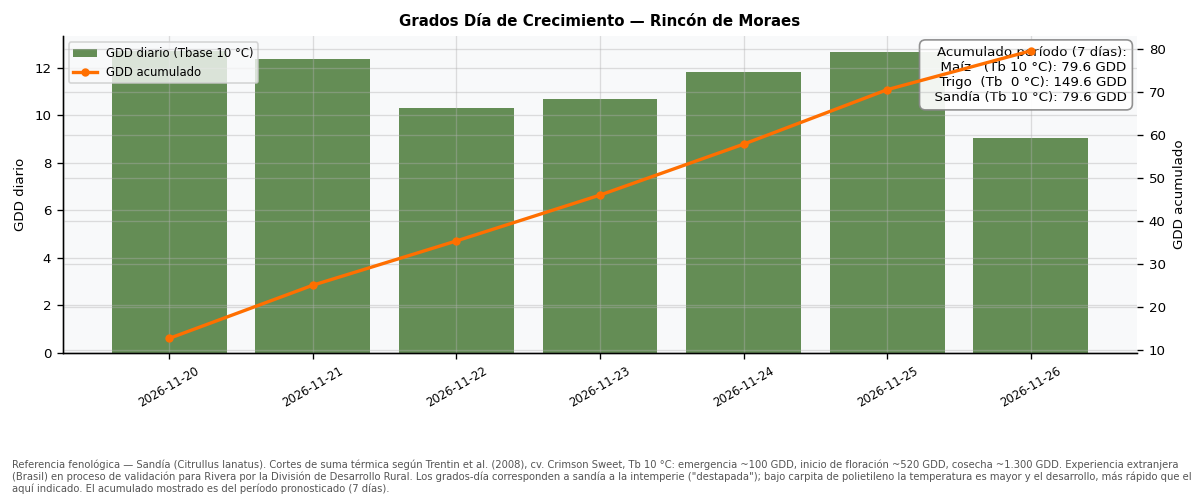 Grados Día de Crecimiento — Rincón de Moraes
GDD diario (Tbase 10 °C)
GDD acumulado
Acumulado período (7 días):
Maíz (Tb 10 °C): 79.6 GDD
Trigo (Tb 0 °C): 149.6 GDD
Sandía (Tb 10 °C): 79.6 GDD
GDD diario
12
10
8
6
4
2
0
80
70
60
50
40
30
20
10
GDD acumulado
2026-11-20
2026-11-21
2026-11-22
2026-11-23
2026-11-24
2026-11-25
2026-11-26
Referencia fenológica — Sandía (Citrullus lanatus). Cortes de suma térmica según Trentin et al. (2008), cv. Crimson Sweet, Tb 10 °C: emergencia ~100 GDD, inicio de floración ~520 GDD, cosecha ~1.300 GDD. Experiencia extranjera
(Brasil) en proceso de validación para Rivera por la División de Desarrollo Rural. Los grados-día corresponden a sandía a la intemperie ("destapada"); bajo carpita de polietileno la temperatura es mayor y el desarrollo, más rápido que el
aquí indicado. El acumulado mostrado es del período pronosticado (7 días).